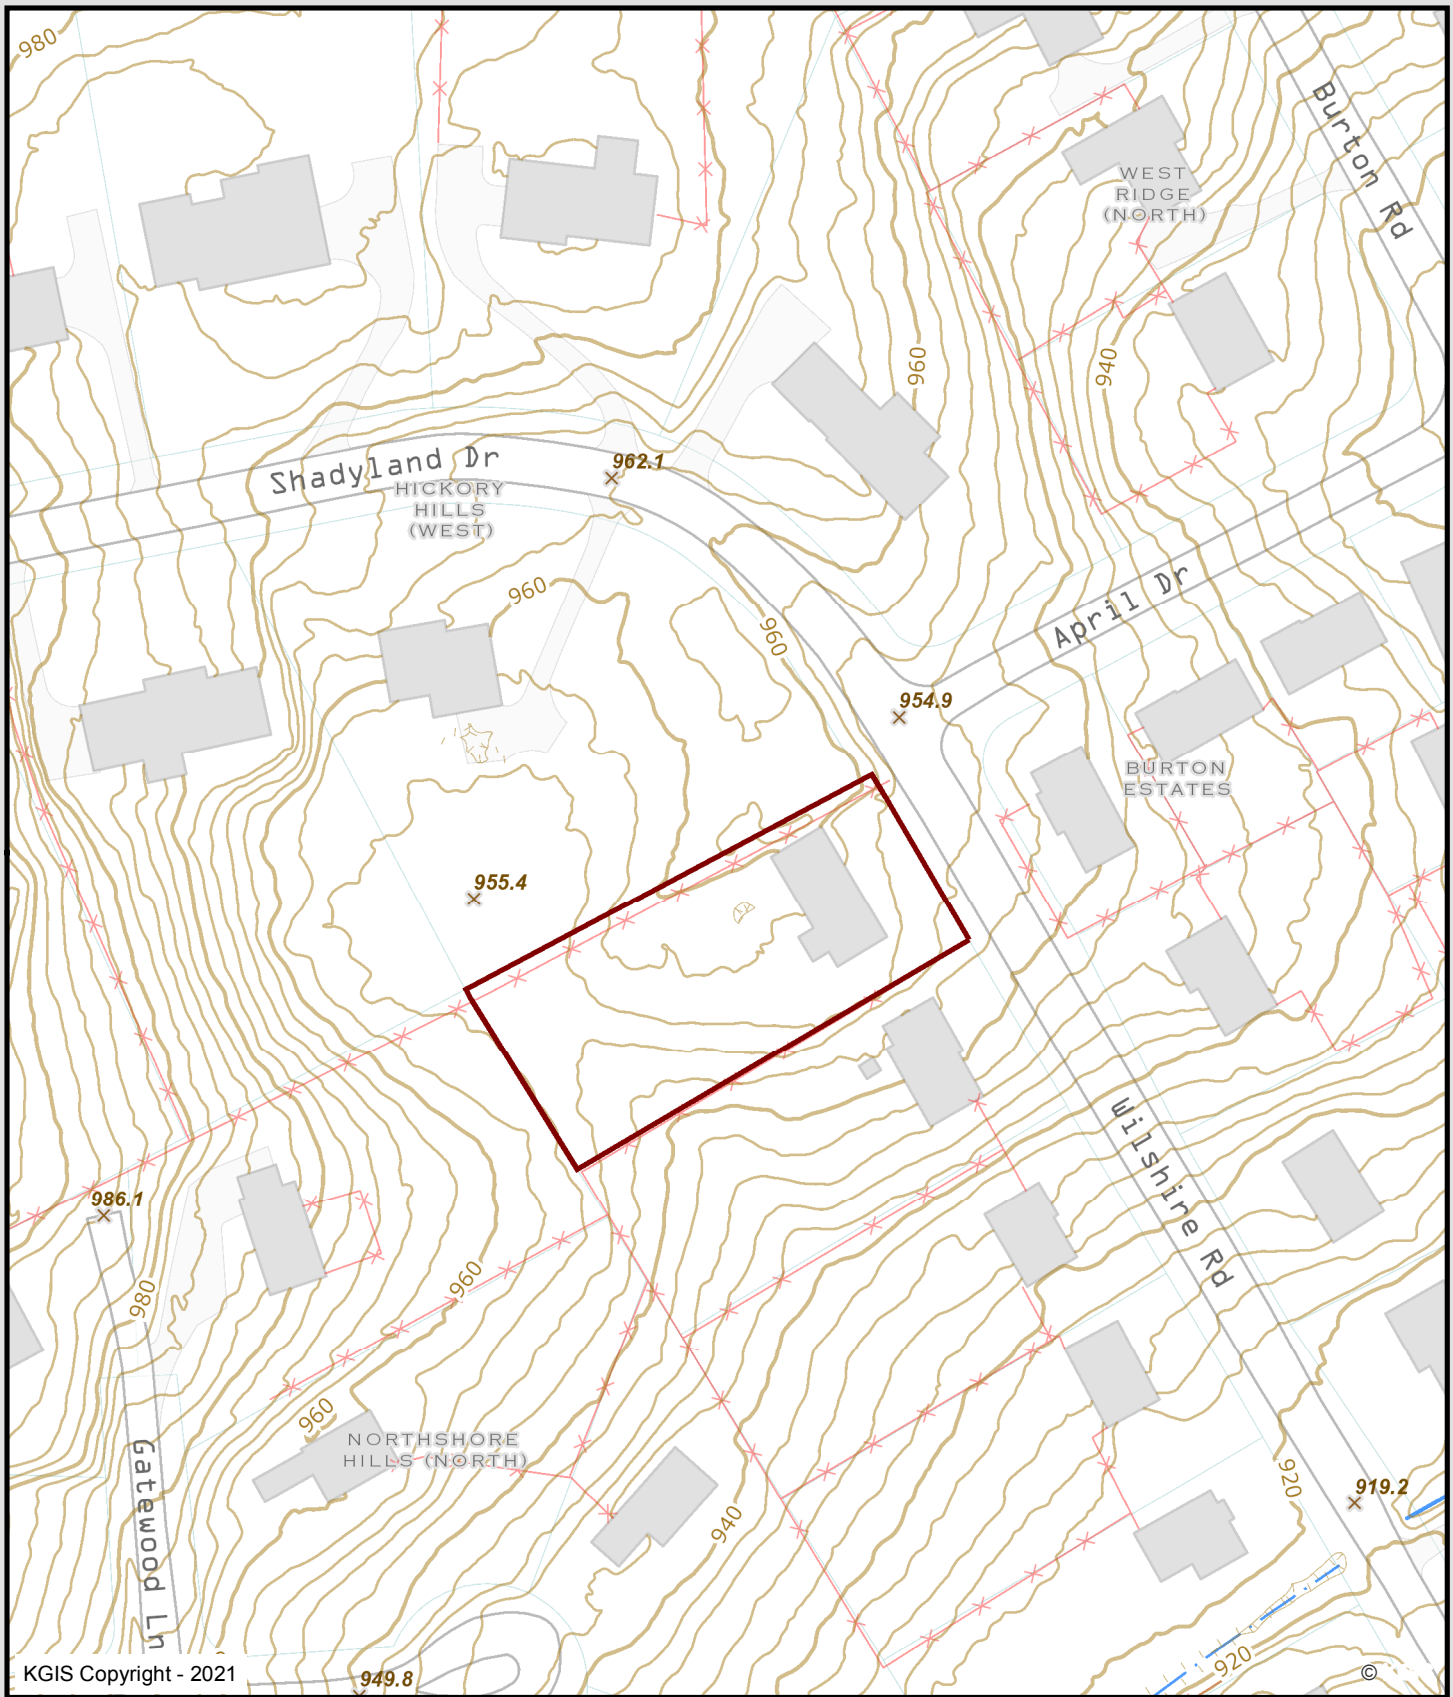 980
Burton Rd
WEST
RIDGE
(NORTH)
960
940
Shadyland Dr
962.1
HICKORY
HILLS
(WEST)
960
960
April Dr
954.9
BURTON
ESTATES
955.4
986.1
980
960
Wilshire Rd
960
NORTHSHORE
HILLS (NORTH)
Gatewood Ln
940
920
919.2
920
949.8
KGIS Copyright - 2021
©